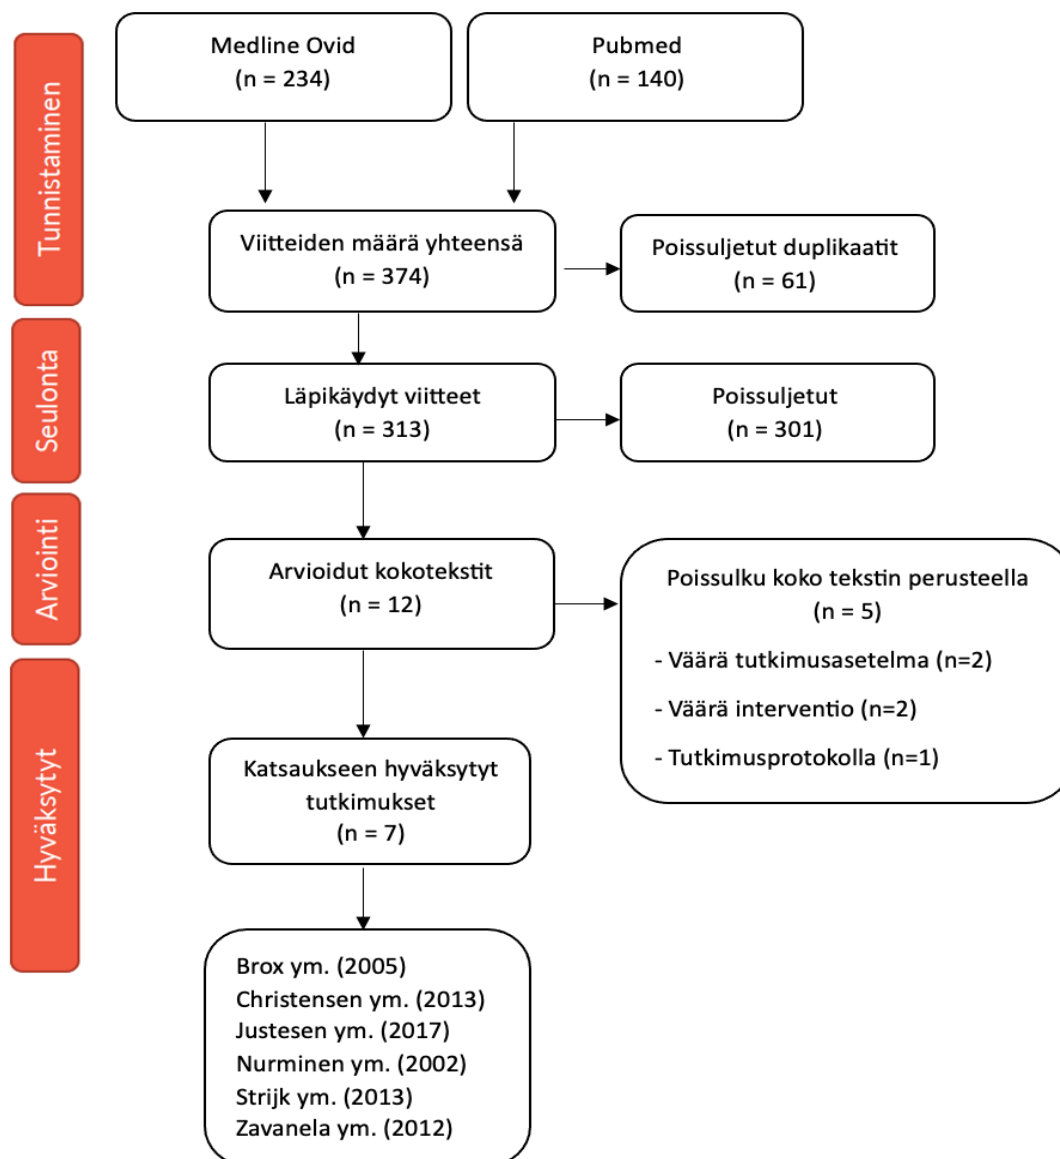 Tunnistaminen
Medline Ovid
(n = 234)
Pubmed
(n = 140)
Viitteiden määrä yhteensä
(n = 374)
Poissuljetut duplikaatit
(n = 61)
Seulonta
Läpikäydyt viitteet
(n = 313)
Poissuljetut
(n = 301)
Arviointi
Arvioidut kokotekstit
(n = 12)
Poissulku koko tekstin perusteella
(n = 5)
- Väärä tutkimusasetelma (n=2)
- Väärä interventio (n=2)
- Tutkimusprotokolla (n=1)
Hyväksytyt
Katsaukseen hyväksytyt
tutkimukset
(n = 7)
Brox ym. (2005)
Christensen ym. (2013)
Justesen ym. (2017)
Nurminen ym. (2002)
Strijk ym. (2013)
Zavanela ym. (2012)